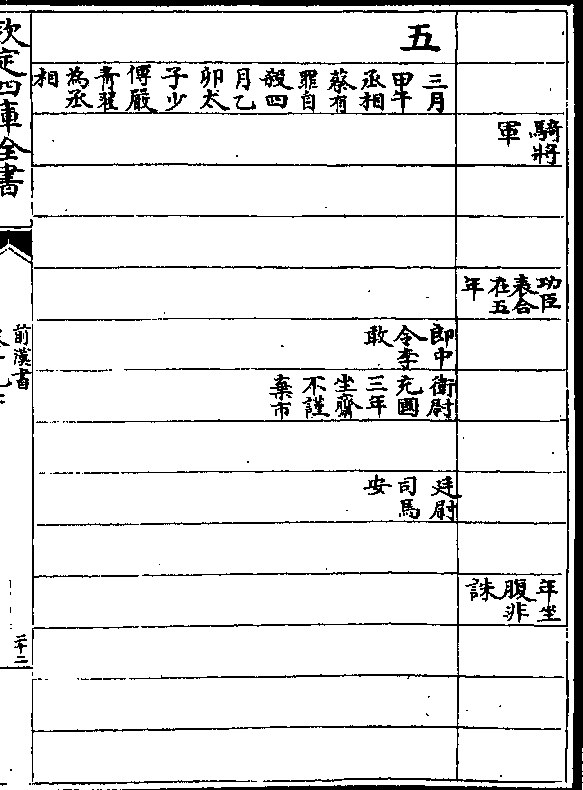 騎將
軍
功臣
表合
在五
年
年坐
腹非
誅
五
三月
甲午
丞相
蔡有
罪自
殺四
月乙
卯太
子少
傅嚴
青翟
為丞
相
郎中
令李
敢
衛尉
充國
三年
坐齋
不謹
棄市
廷尉
司馬
安
欽定四庫全書
前漢書